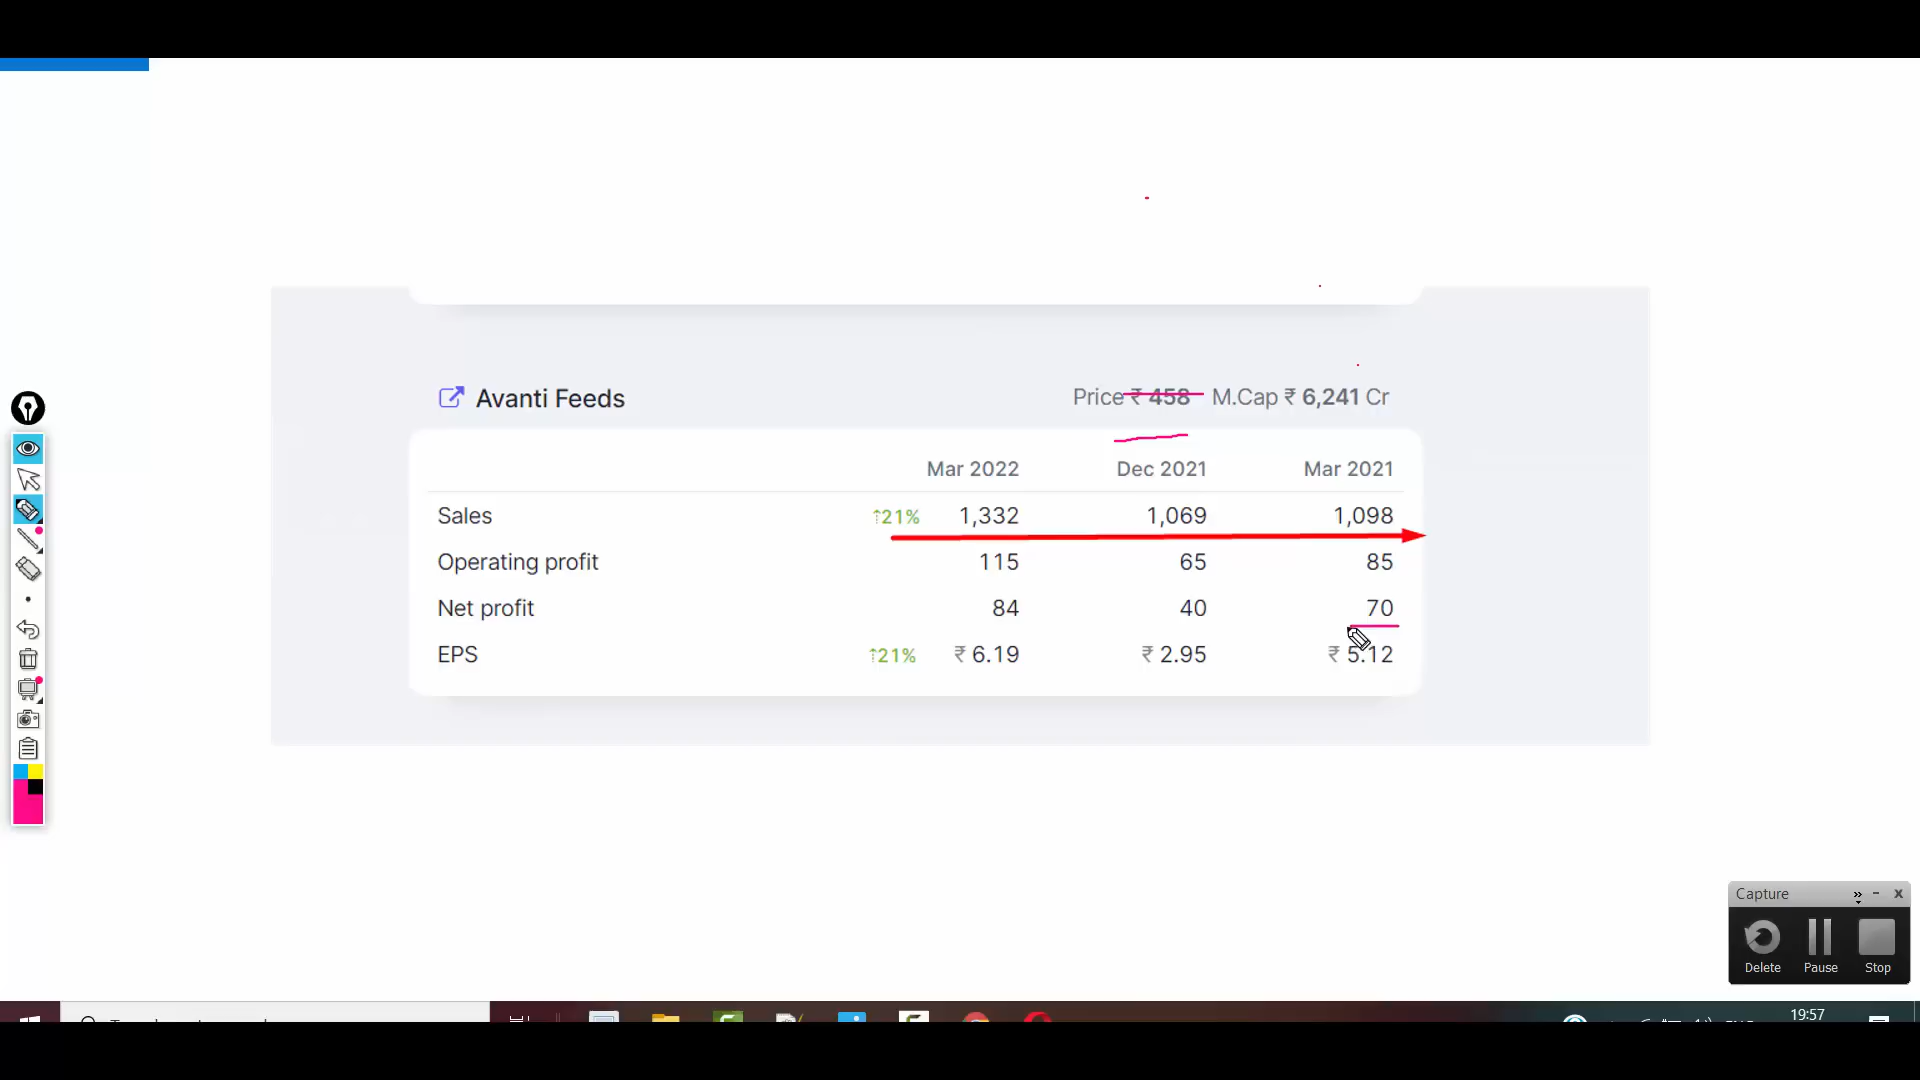 Avanti Feeds Price ₹ 458 M.Cap ₹ 6,241 Cr
Mar 2022 Dec 2021 Mar 2021
Sales ⇡21% 1,332 1,069 1,098
Operating profit 115 65 85
Net profit 84 40 70
EPS ⇡21% ₹ 6.19 ₹ 2.95 ₹ 5.12
Capture
Delete Pause Stop
19:57